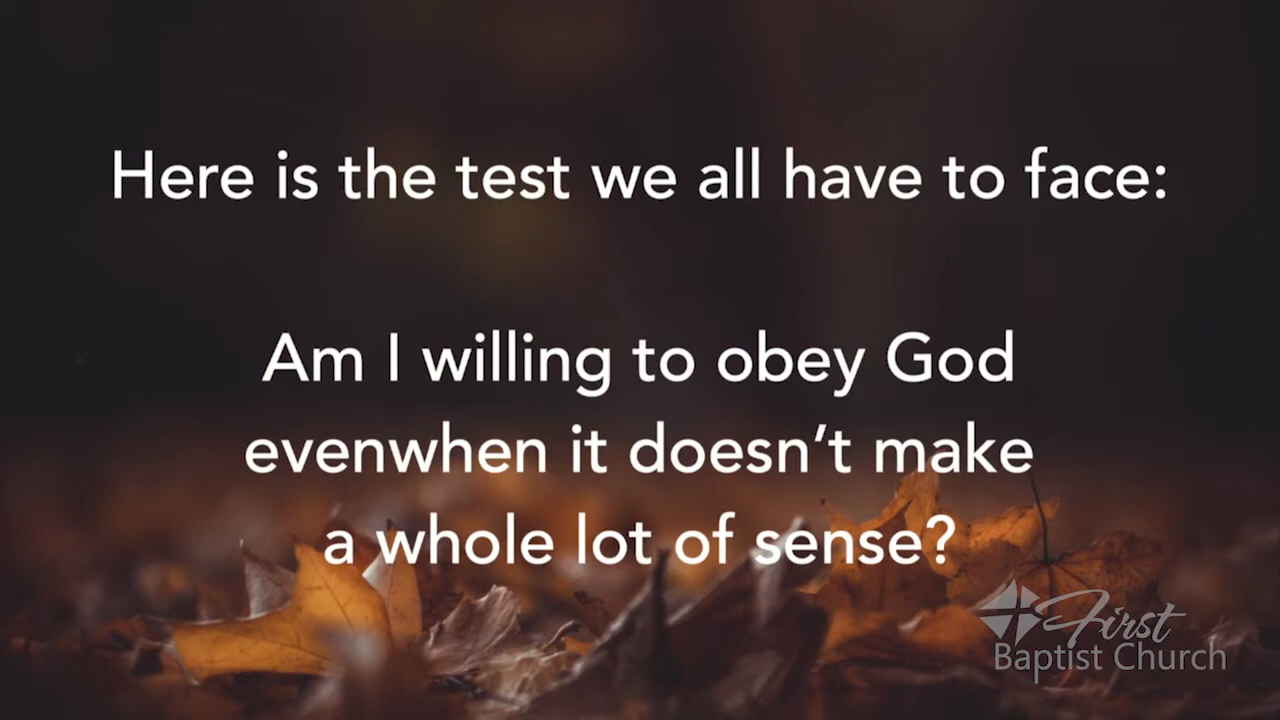 Here is the test we all have to face:
Am I willing to obey God
evenwhen it doesn’t make
a whole lot of sense?
First
Baptist Church